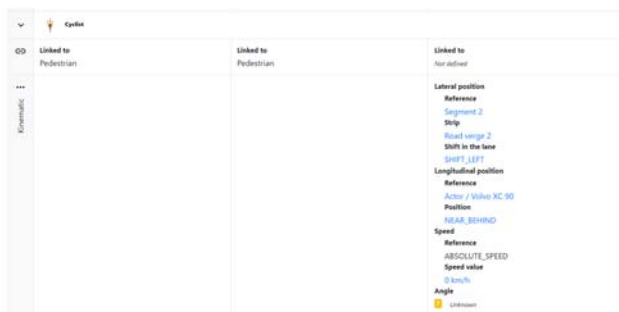 Cyclist
Linked to
Pedestrian
Linked to
Pedestrian
Linked to
Not defined
Kinematic
Lateral position
Reference
Segment 2
Strip
Road verge 2
Shift in the lane
SHIFT_LEFT
Longitudinal position
Reference
Actor / Volvo XC 90
Position
NEAR_BEHIND
Speed
Reference
ABSOLUTE_SPEED
Speed value
0 km/h
Angle
? Unknown